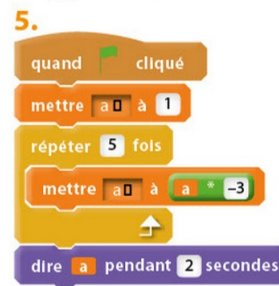 5.
quand cliqué
mettre a à 1
répéter 5 fois
mettre a à a * -3
dire a pendant 2 secondes